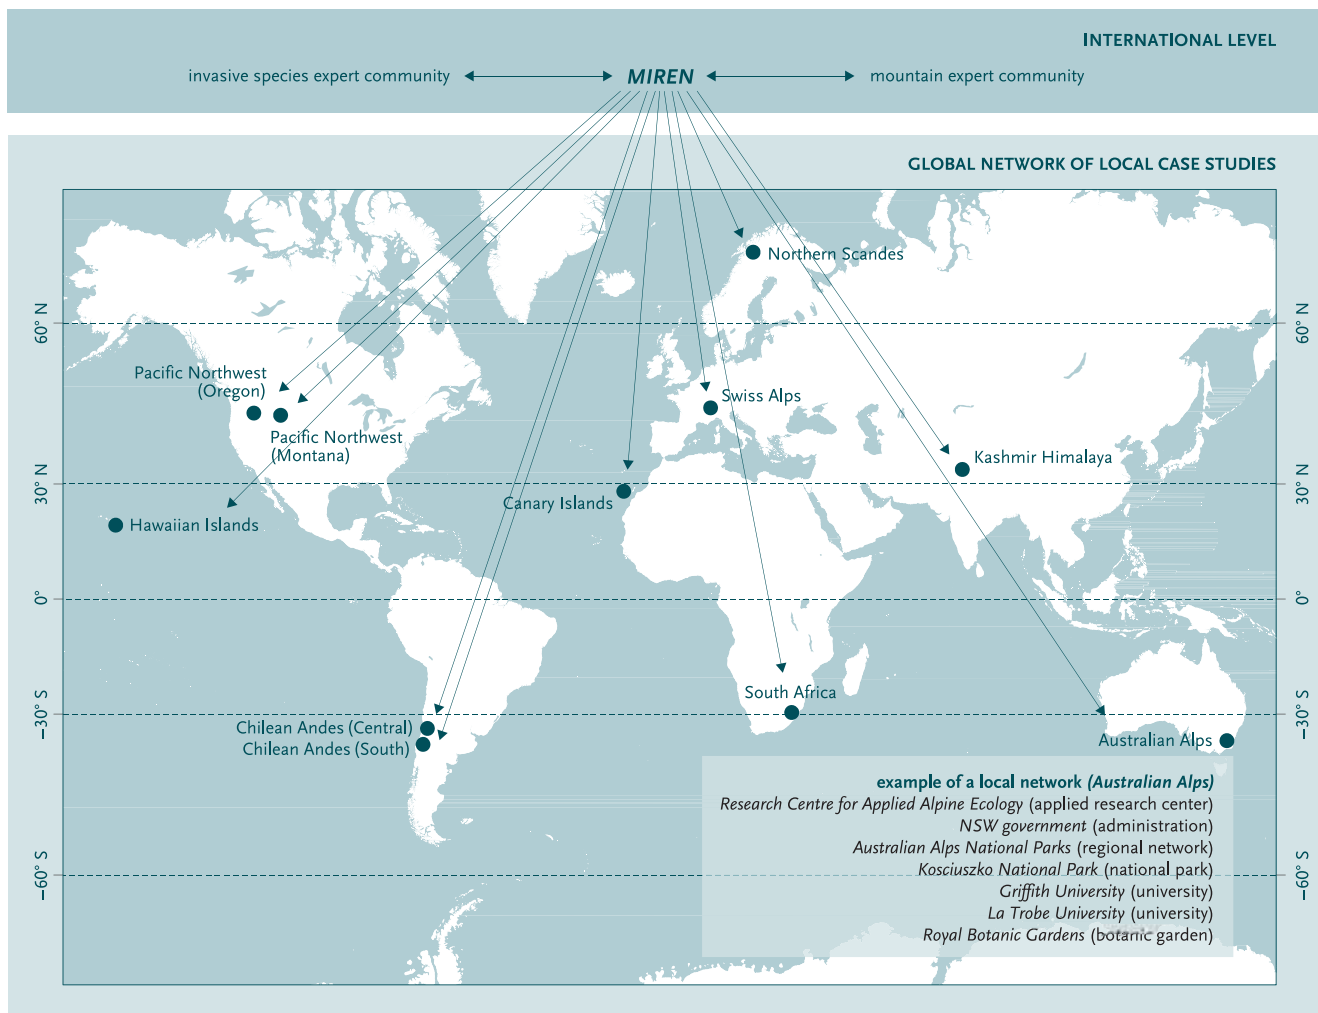 INTERNATIONAL LEVEL
invasive species expert community MIREN mountain expert community
GLOBAL NETWORK OF LOCAL CASE STUDIES
Northern Scandes
60° N 60° N
Pacific Northwest
(Oregon)
Swiss Alps
Pacific Northwest
(Montana)
Kashmir Himalaya
30° N 30° N
Canary Islands
Hawaiian Islands
0° 0°
South Africa
−30° S −30° S
Chilean Andes (Central)
Chilean Andes (South)
Australian Alps
example of a local network (Australian Alps)
Research Centre for Applied Alpine Ecology (applied research center)
NSW government (administration)
Australian Alps National Parks (regional network)
Kosciuszko National Park (national park)
−60° S −60° S
Griffith University (university)
La Trobe University (university)
Royal Botanic Gardens (botanic garden)